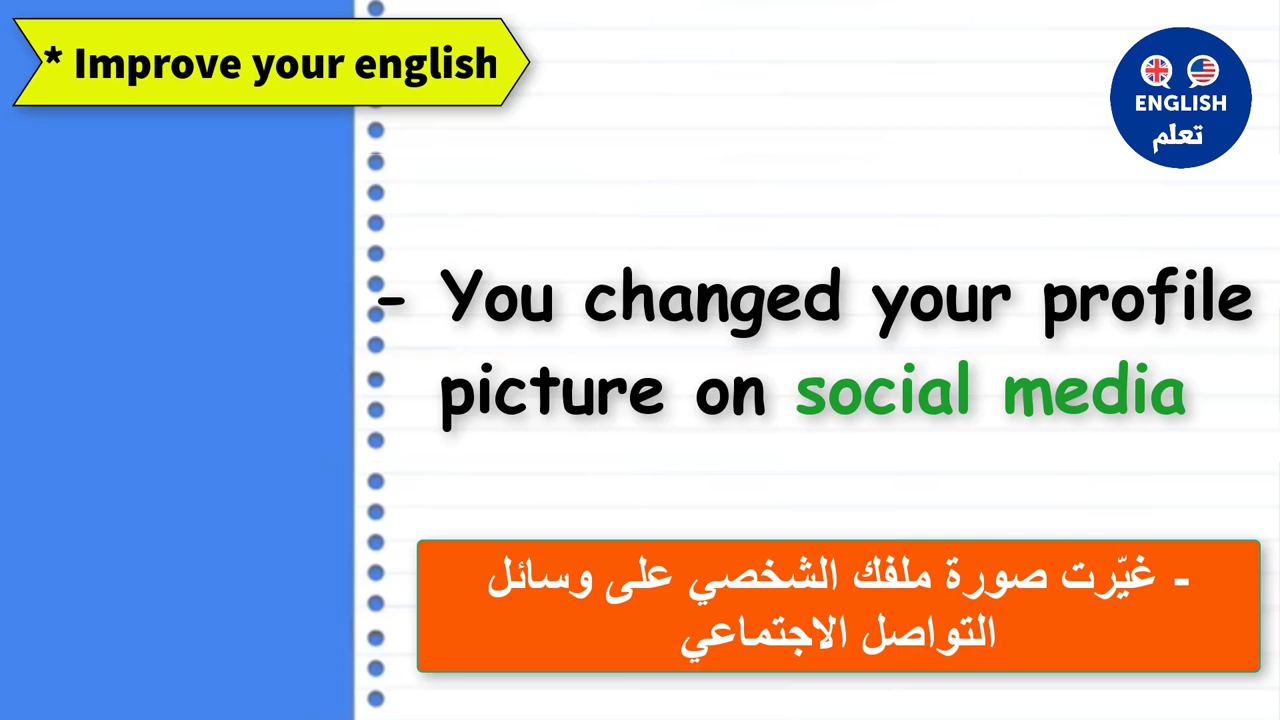 * Improve your english
ENGLISH
تعلم
- You changed your profile
picture on social media
- غيّرت صورة ملفك الشخصي على وسائل
التواصل الاجتماعي